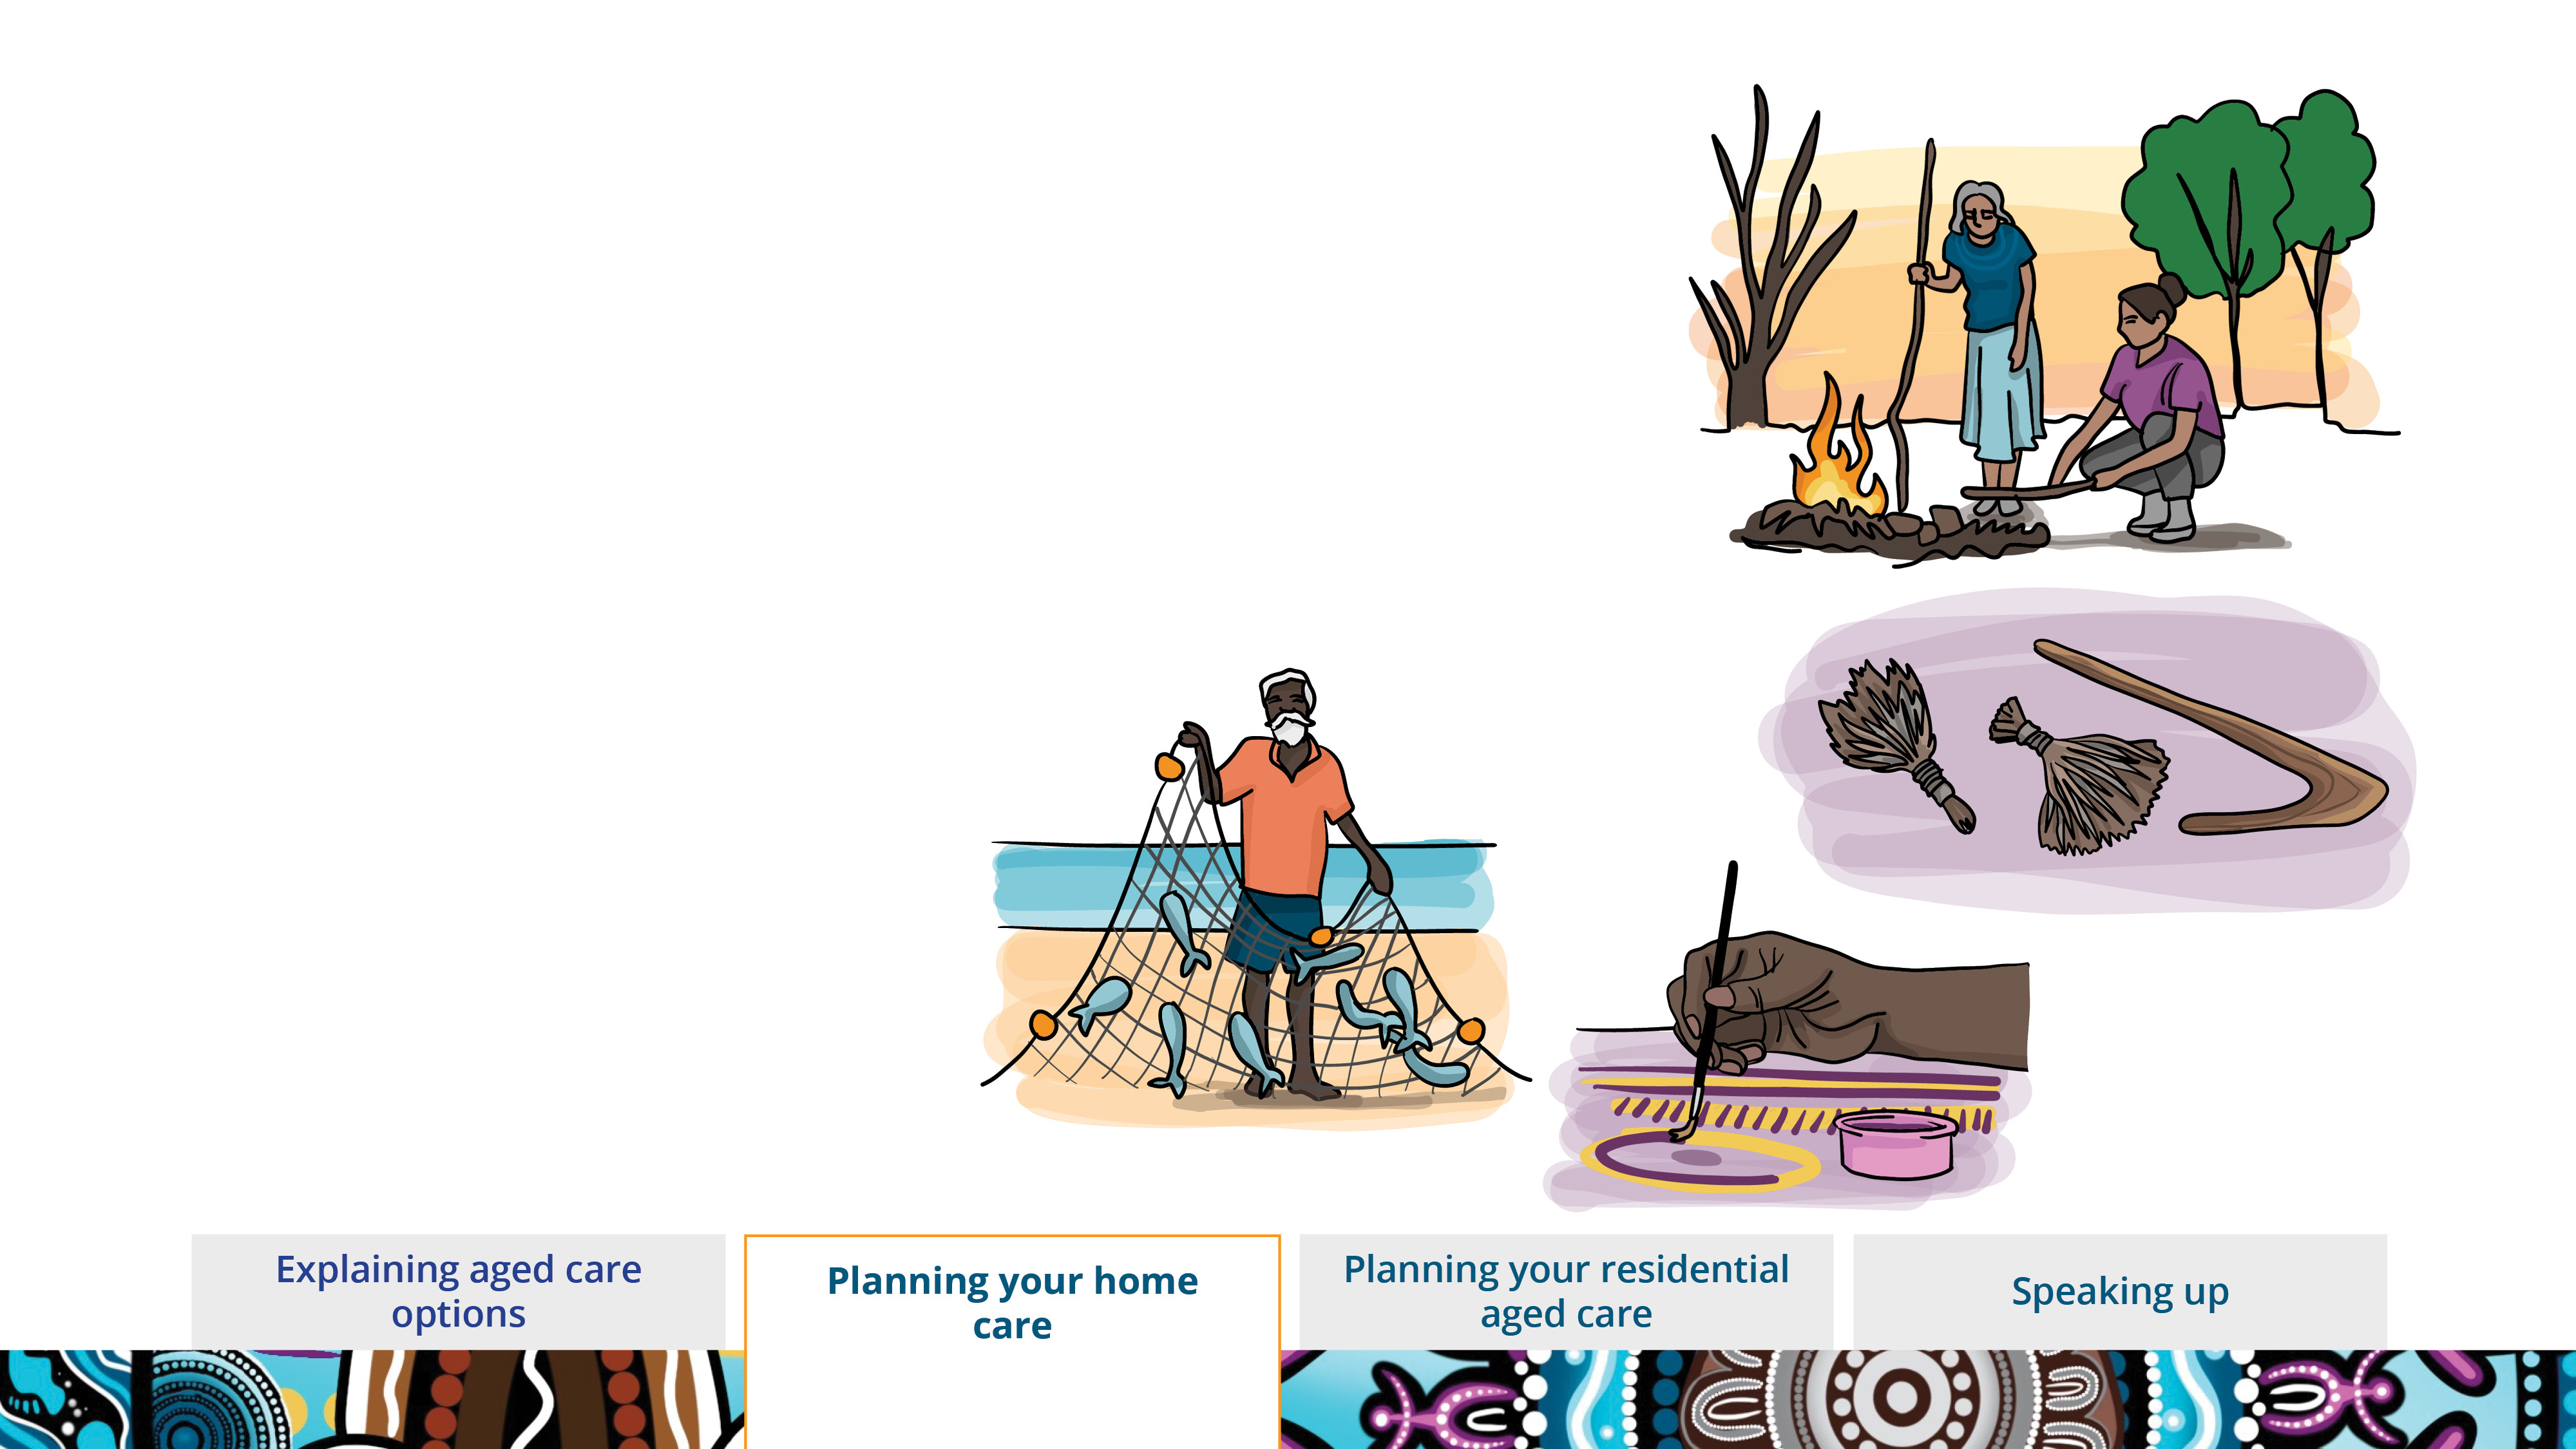 Explaining aged care
options
Planning your home
care
Planning your residential
aged care
Speaking up